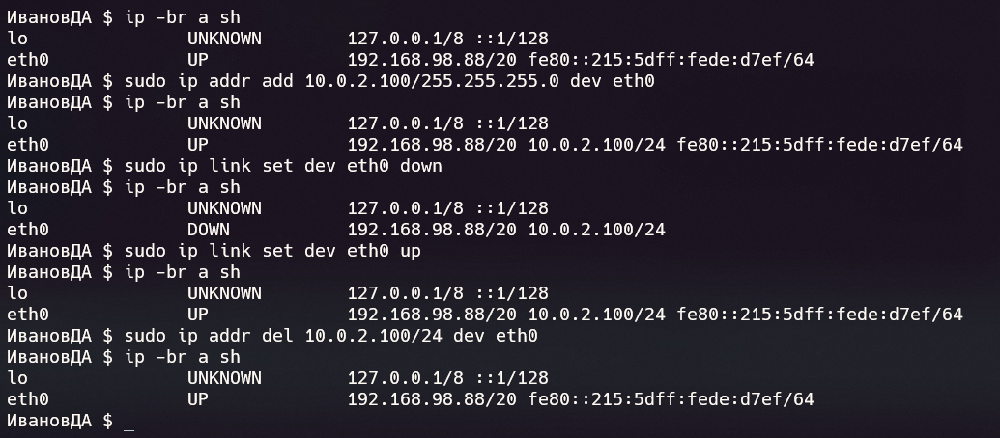 ИвановДА $ ip -br a sh
lo               UNKNOWN        127.0.0.1/8 ::1/128
eth0             UP             192.168.98.88/20 fe80::215:5dff:fede:d7ef/64
ИвановДА $ sudo ip addr add 10.0.2.100/255.255.255.0 dev eth0
ИвановДА $ ip -br a sh
lo               UNKNOWN        127.0.0.1/8 ::1/128
eth0             UP             192.168.98.88/20 10.0.2.100/24 fe80::215:5dff:fede:d7ef/64
ИвановДА $ sudo ip link set dev eth0 down
ИвановДА $ ip -br a sh
lo               UNKNOWN        127.0.0.1/8 ::1/128
eth0             DOWN           192.168.98.88/20 10.0.2.100/24
ИвановДА $ sudo ip link set dev eth0 up
ИвановДА $ ip -br a sh
lo               UNKNOWN        127.0.0.1/8 ::1/128
eth0             UP             192.168.98.88/20 10.0.2.100/24 fe80::215:5dff:fede:d7ef/64
ИвановДА $ sudo ip addr del 10.0.2.100/24 dev eth0
ИвановДА $ ip -br a sh
lo               UNKNOWN        127.0.0.1/8 ::1/128
eth0             UP             192.168.98.88/20 fe80::215:5dff:fede:d7ef/64
ИвановДА $ _